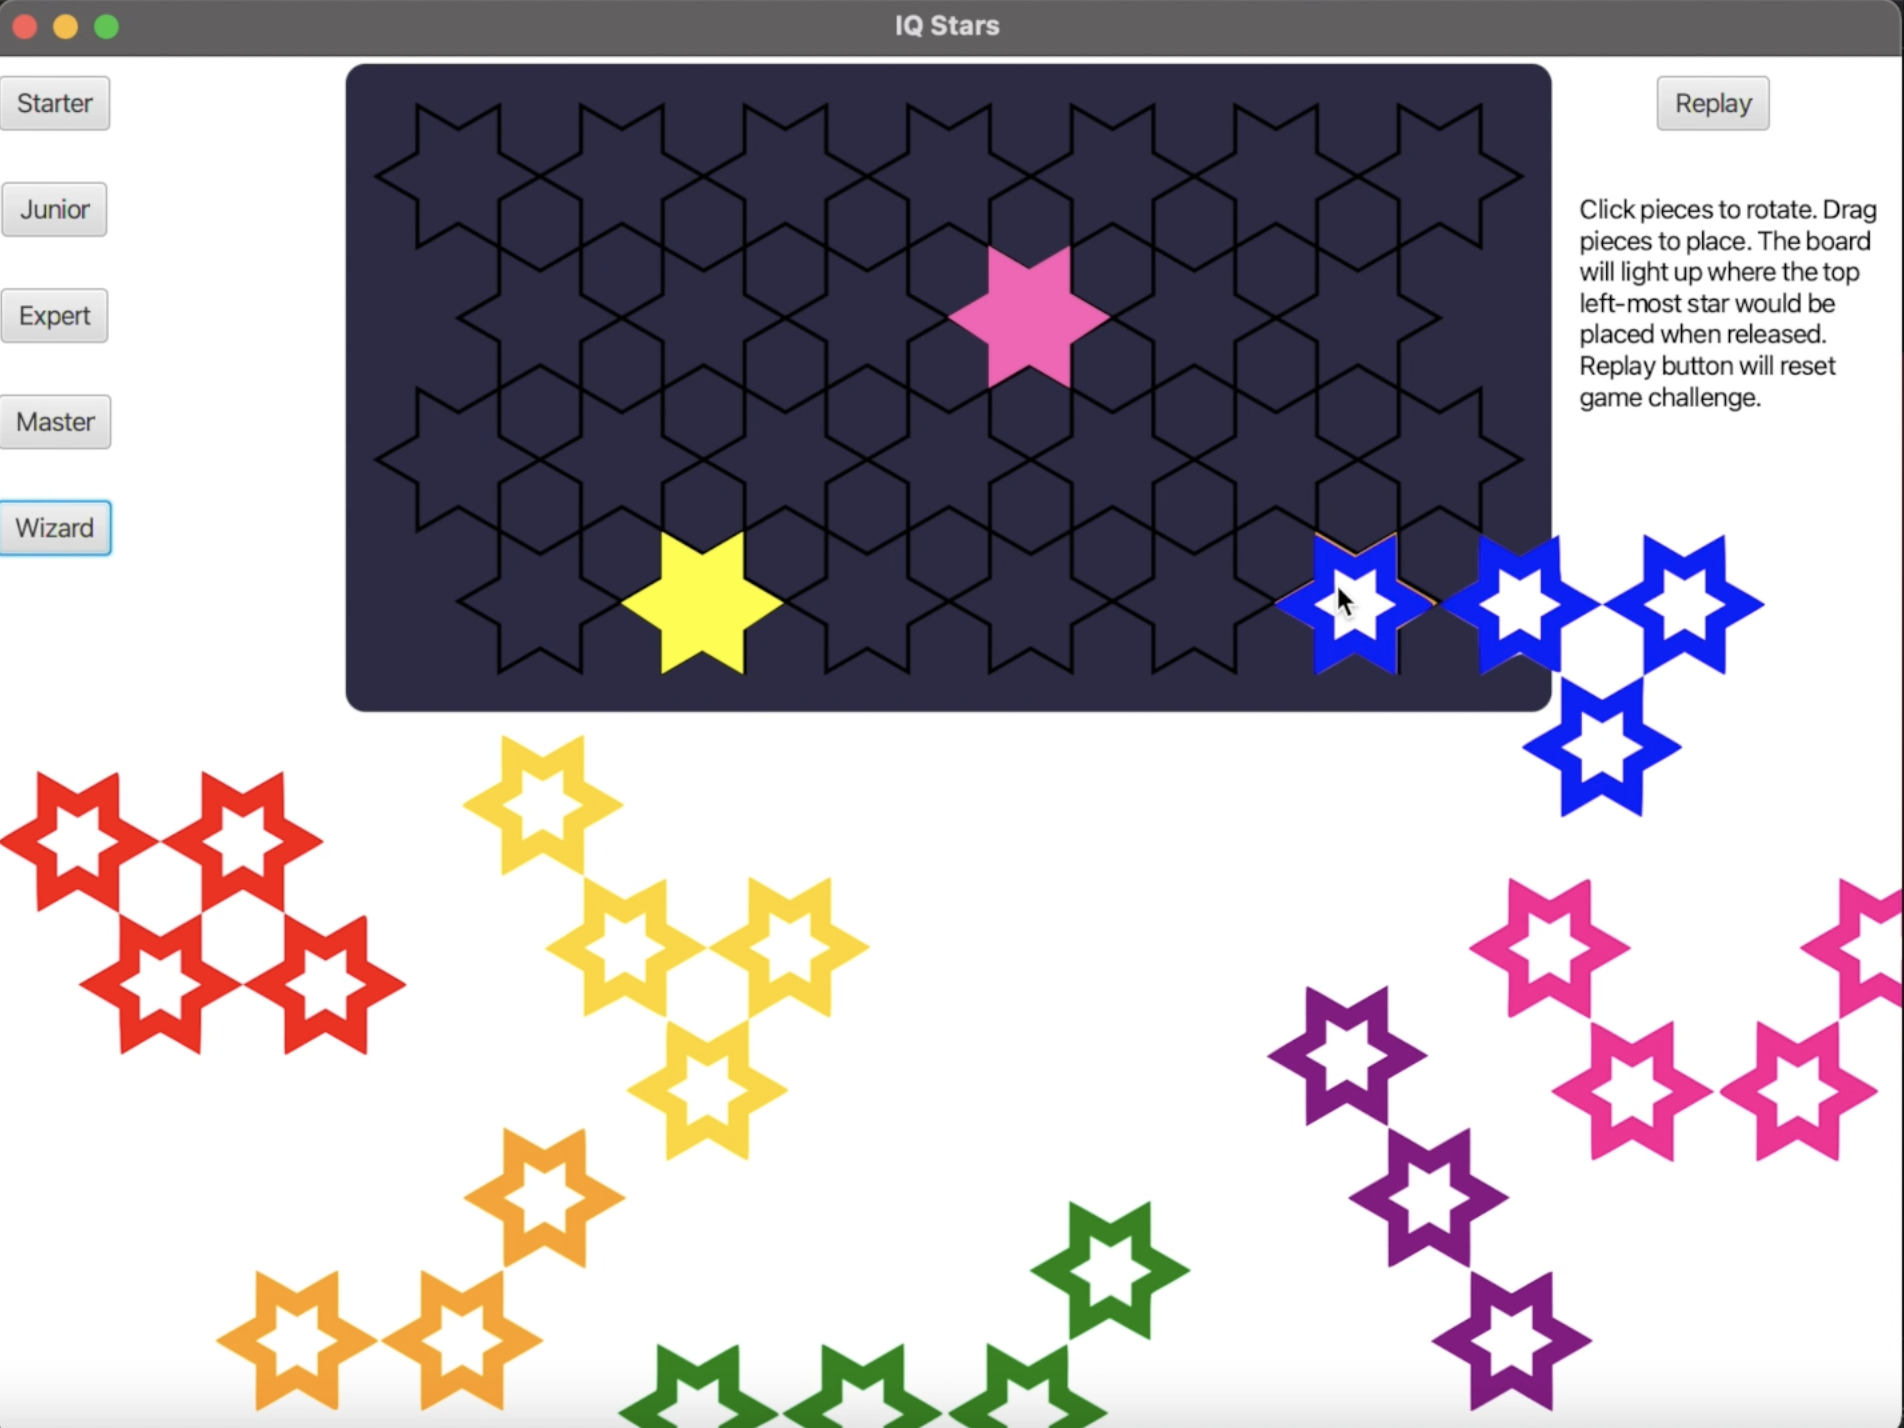 IQ Stars
Starter
Replay
Junior
Click pieces to rotate. Drag
pieces to place. The board
will light up where the top
left-most star would be
placed when released.
Replay button will reset
game challenge.
Expert
Master
Wizard